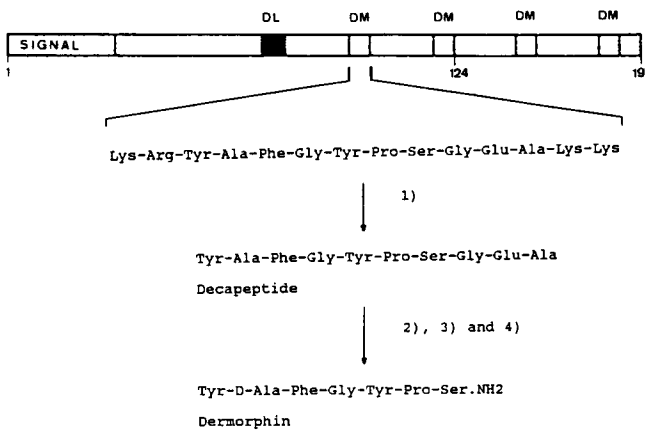 DL DM DM DM DM
SIGNAL
1 124 19
Lys-Arg-Tyr-Ala-Phe-Gly-Tyr-Pro-Ser-Gly-Glu-Ala-Lys-Lys
1)
Tyr-Ala-Phe-Gly-Tyr-Pro-Ser-Gly-Glu-Ala
Decapeptide
2), 3) and 4)
Tyr-D-Ala-Phe-Gly-Tyr-Pro-Ser.NH2
Dermorphin